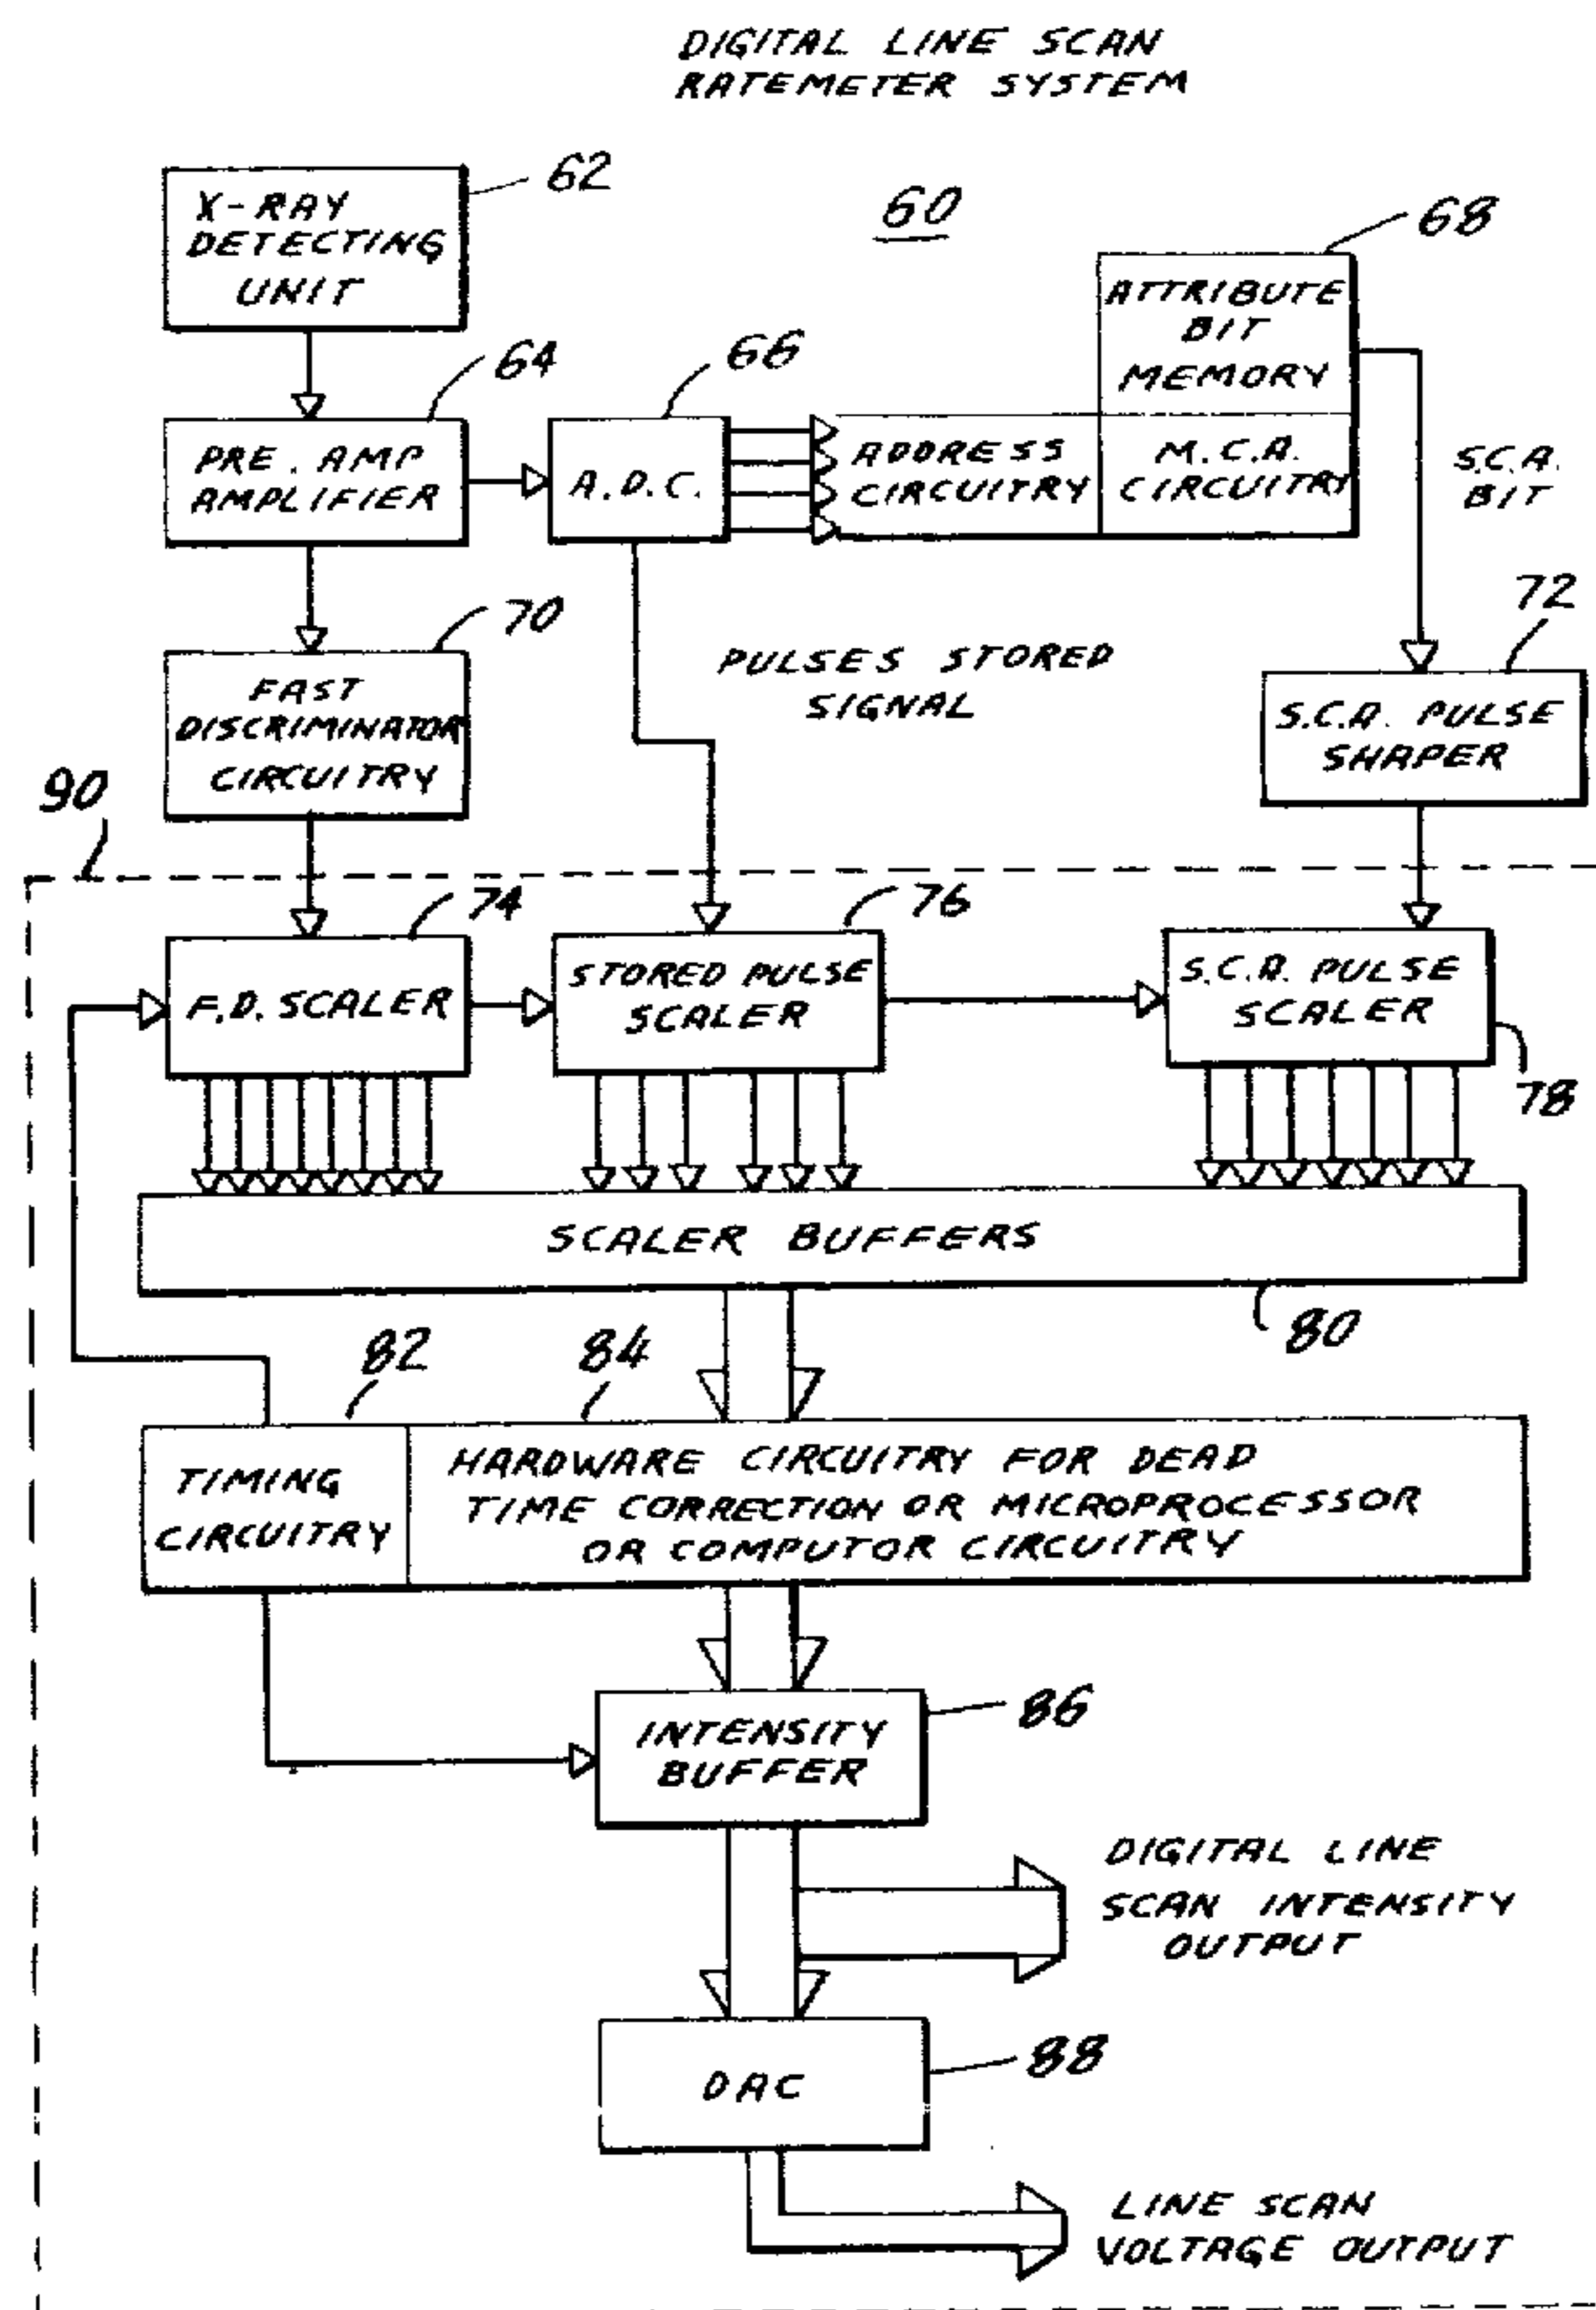 DIGITAL LINE SCAN
RATEMETER SYSTEM
62
X-RAY
DETECTING
UNIT
60
68
ATTRIBUTE
BIT
MEMORY
64
66
PRE. AMP
AMPLIFIER
A.D.C.
ADDRESS
CIRCUITRY
M.C.A.
CIRCUITRY
S.C.A.
BIT
70
72
FAST
DISCRIMINATOR
CIRCUITRY
PULSES STORED
SIGNAL
S.C.A. PULSE
SHAPER
90
74
76
F.D. SCALER
STORED PULSE
SCALER
S.C.A. PULSE
SCALER
78
SCALER BUFFERS
80
82
84
TIMING
CIRCUITRY
HARDWARE CIRCUITRY FOR DEAD
TIME CORRECTION OR MICROPROCESSOR
OR COMPUTOR CIRCUITRY
86
INTENSITY
BUFFER
DIGITAL LINE
SCAN INTENSITY
OUTPUT
88
DAC
LINE SCAN
VOLTAGE OUTPUT